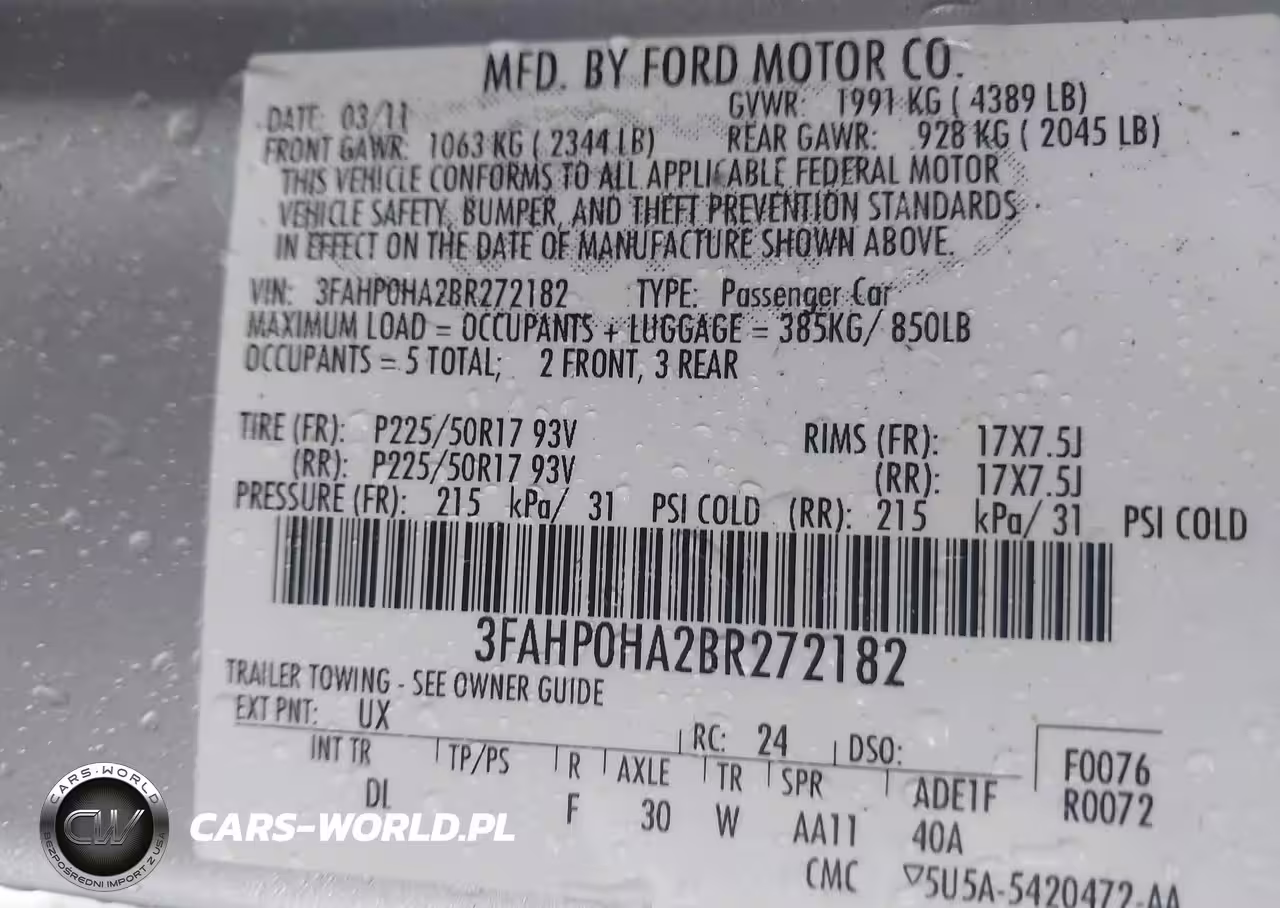 MFD. BY FORD MOTOR CO.
DATE: 03/11 GVWR: 1991 KG ( 4389 LB)
FRONT GAWR: 1063 KG ( 2344 LB) REAR GAWR: 928 KG ( 2045 LB)
THIS VEHICLE CONFORMS TO ALL APPLICABLE FEDERAL MOTOR
VEHICLE SAFETY, BUMPER, AND THEFT PREVENTION STANDARDS
IN EFFECT ON THE DATE OF MANUFACTURE SHOWN ABOVE.
VIN: 3FAHP0HA2BR272182 TYPE: Passenger Car
MAXIMUM LOAD = OCCUPANTS + LUGGAGE = 385KG/ 850LB
OCCUPANTS = 5 TOTAL; 2 FRONT, 3 REAR
TIRE (FR): P225/50R17 93V RIMS (FR): 17X7.5J
(RR): P225/50R17 93V (RR): 17X7.5J
PRESSURE (FR): 215 kPa/ 31 PSI COLD (RR): 215 kPa/ 31 PSI COLD
3FAHP0HA2BR272182
TRAILER TOWING - SEE OWNER GUIDE
EXT PNT: UX RC: 24 DSO: F0076
INT TR TP/PS R AXLE TR SPR ADE1F R0072
DL F 30 W AA11 40A
CMC ▽5U5A-5420472-AA
CARS-WORLD
CW
BEZPOŚREDNI IMPORT Z USA
CARS-WORLD.PL